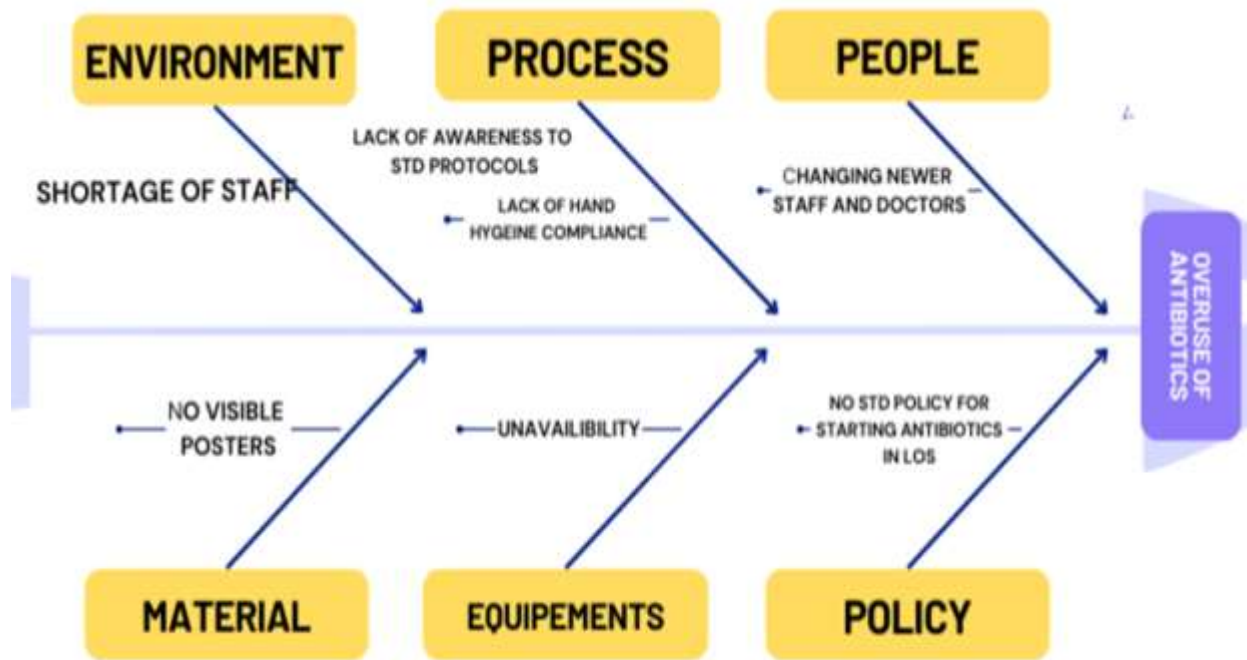 ENVIRONMENT
PROCESS
PEOPLE
LACK OF AWARENESS TO
STD PROTOCOLS
SHORTAGE OF STAFF
LACK OF HAND
HYGEINE COMPLIANCE
CHANGING NEWER
STAFF AND DOCTORS
OVERUSE OF
ANTIBIOTICS
NO VISIBLE
POSTERS
UNAVAILIBILITY
NO STD POLICY FOR
STARTING ANTIBIOTICS
IN LOS
MATERIAL
EQUIPEMENTS
POLICY